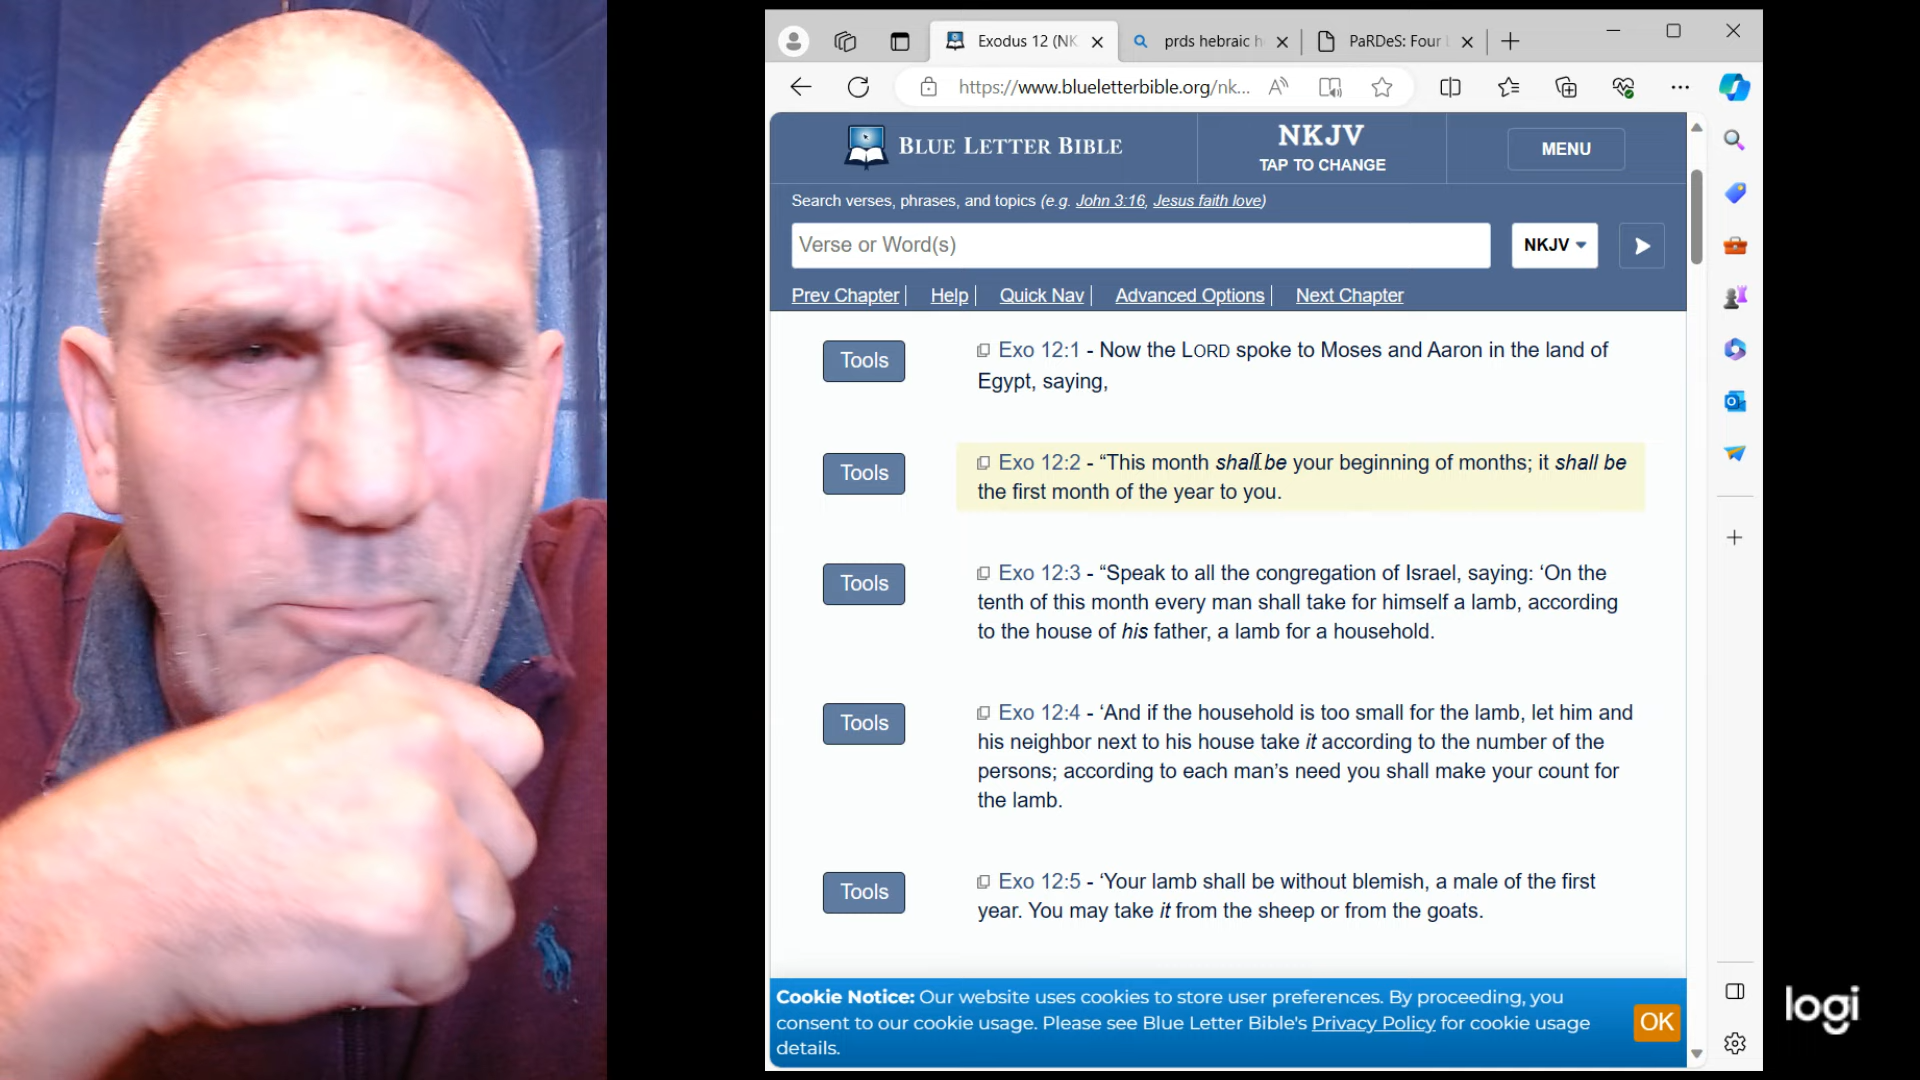 Exodus 12 (NK
prds hebraic h
PaRDeS: Four L
https://www.blueletterbible.org/nk...
BLUE LETTER BIBLE
NKJV
TAP TO CHANGE
MENU
Search verses, phrases, and topics (e.g. John 3:16, Jesus faith love)
Verse or Word(s)
NKJV
Prev Chapter | Help | Quick Nav | Advanced Options | Next Chapter
Tools
Exo 12:1 - Now the LORD spoke to Moses and Aaron in the land of
Egypt, saying,
Tools
Exo 12:2 - “This month shall be your beginning of months; it shall be
the first month of the year to you.
Tools
Exo 12:3 - “Speak to all the congregation of Israel, saying: ‘On the
tenth of this month every man shall take for himself a lamb, according
to the house of his father, a lamb for a household.
Tools
Exo 12:4 - ‘And if the household is too small for the lamb, let him and
his neighbor next to his house take it according to the number of the
persons; according to each man’s need you shall make your count for
the lamb.
Tools
Exo 12:5 - ‘Your lamb shall be without blemish, a male of the first
year. You may take it from the sheep or from the goats.
Cookie Notice: Our website uses cookies to store user preferences. By proceeding, you
consent to our cookie usage. Please see Blue Letter Bible's Privacy Policy for cookie usage
details.
OK
logi